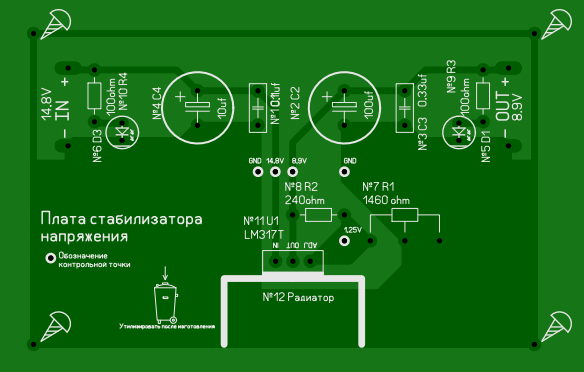 14.8V
- IN +
№6 D3
100ohm
№10 R4
№4 C4
10uf
№1 C1
0,1uf
№2 C2
100uf
№3 C3
0.33uf
№9 R3
100ohm
№5 D1
- OUT +
8.9V
GND 14,8V 8,9V GND
№8 R2
240ohm
№7 R1
1460 ohm
№11 U1
LM317T
1,25V
IN OUT ADJ
Плата стабилизатора
напряжения
Обозначение
контрольной точки
№12 Радиатор
Утилизировать после изготовления